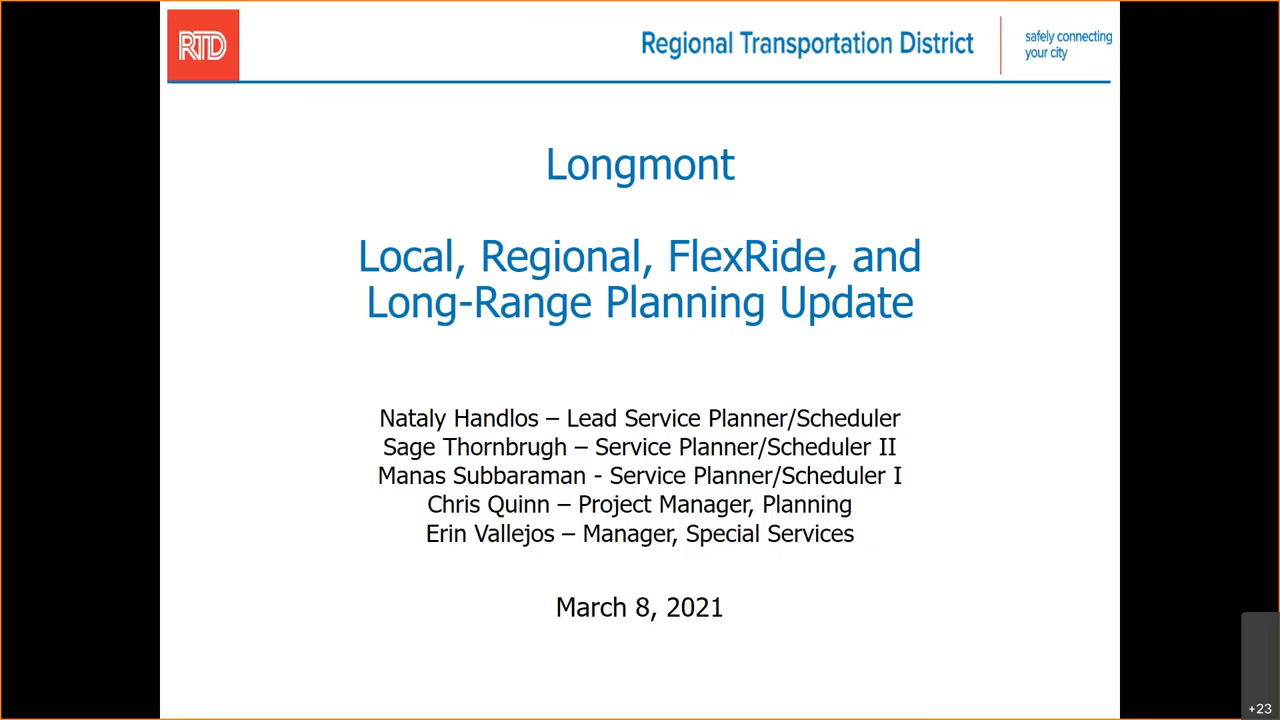 RTD
Regional Transportation District
safely connecting
your city
Longmont
Local, Regional, FlexRide, and
Long-Range Planning Update
Nataly Handlos – Lead Service Planner/Scheduler
Sage Thornbrugh – Service Planner/Scheduler II
Manas Subbaraman - Service Planner/Scheduler I
Chris Quinn – Project Manager, Planning
Erin Vallejos – Manager, Special Services
March 8, 2021
+23